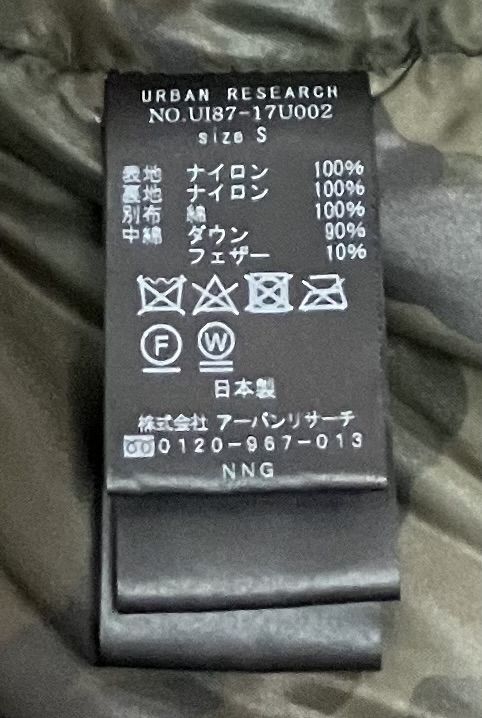 URBAN RESEARCH
NO.UI87-17U002
size S
表地 ナイロン 100%
裏地 ナイロン 100%
別布 綿 100%
中綿 ダウン 90%
フェザー 10%
F W
日本製
株式会社 アーバンリサーチ
0120-967-013
NNG